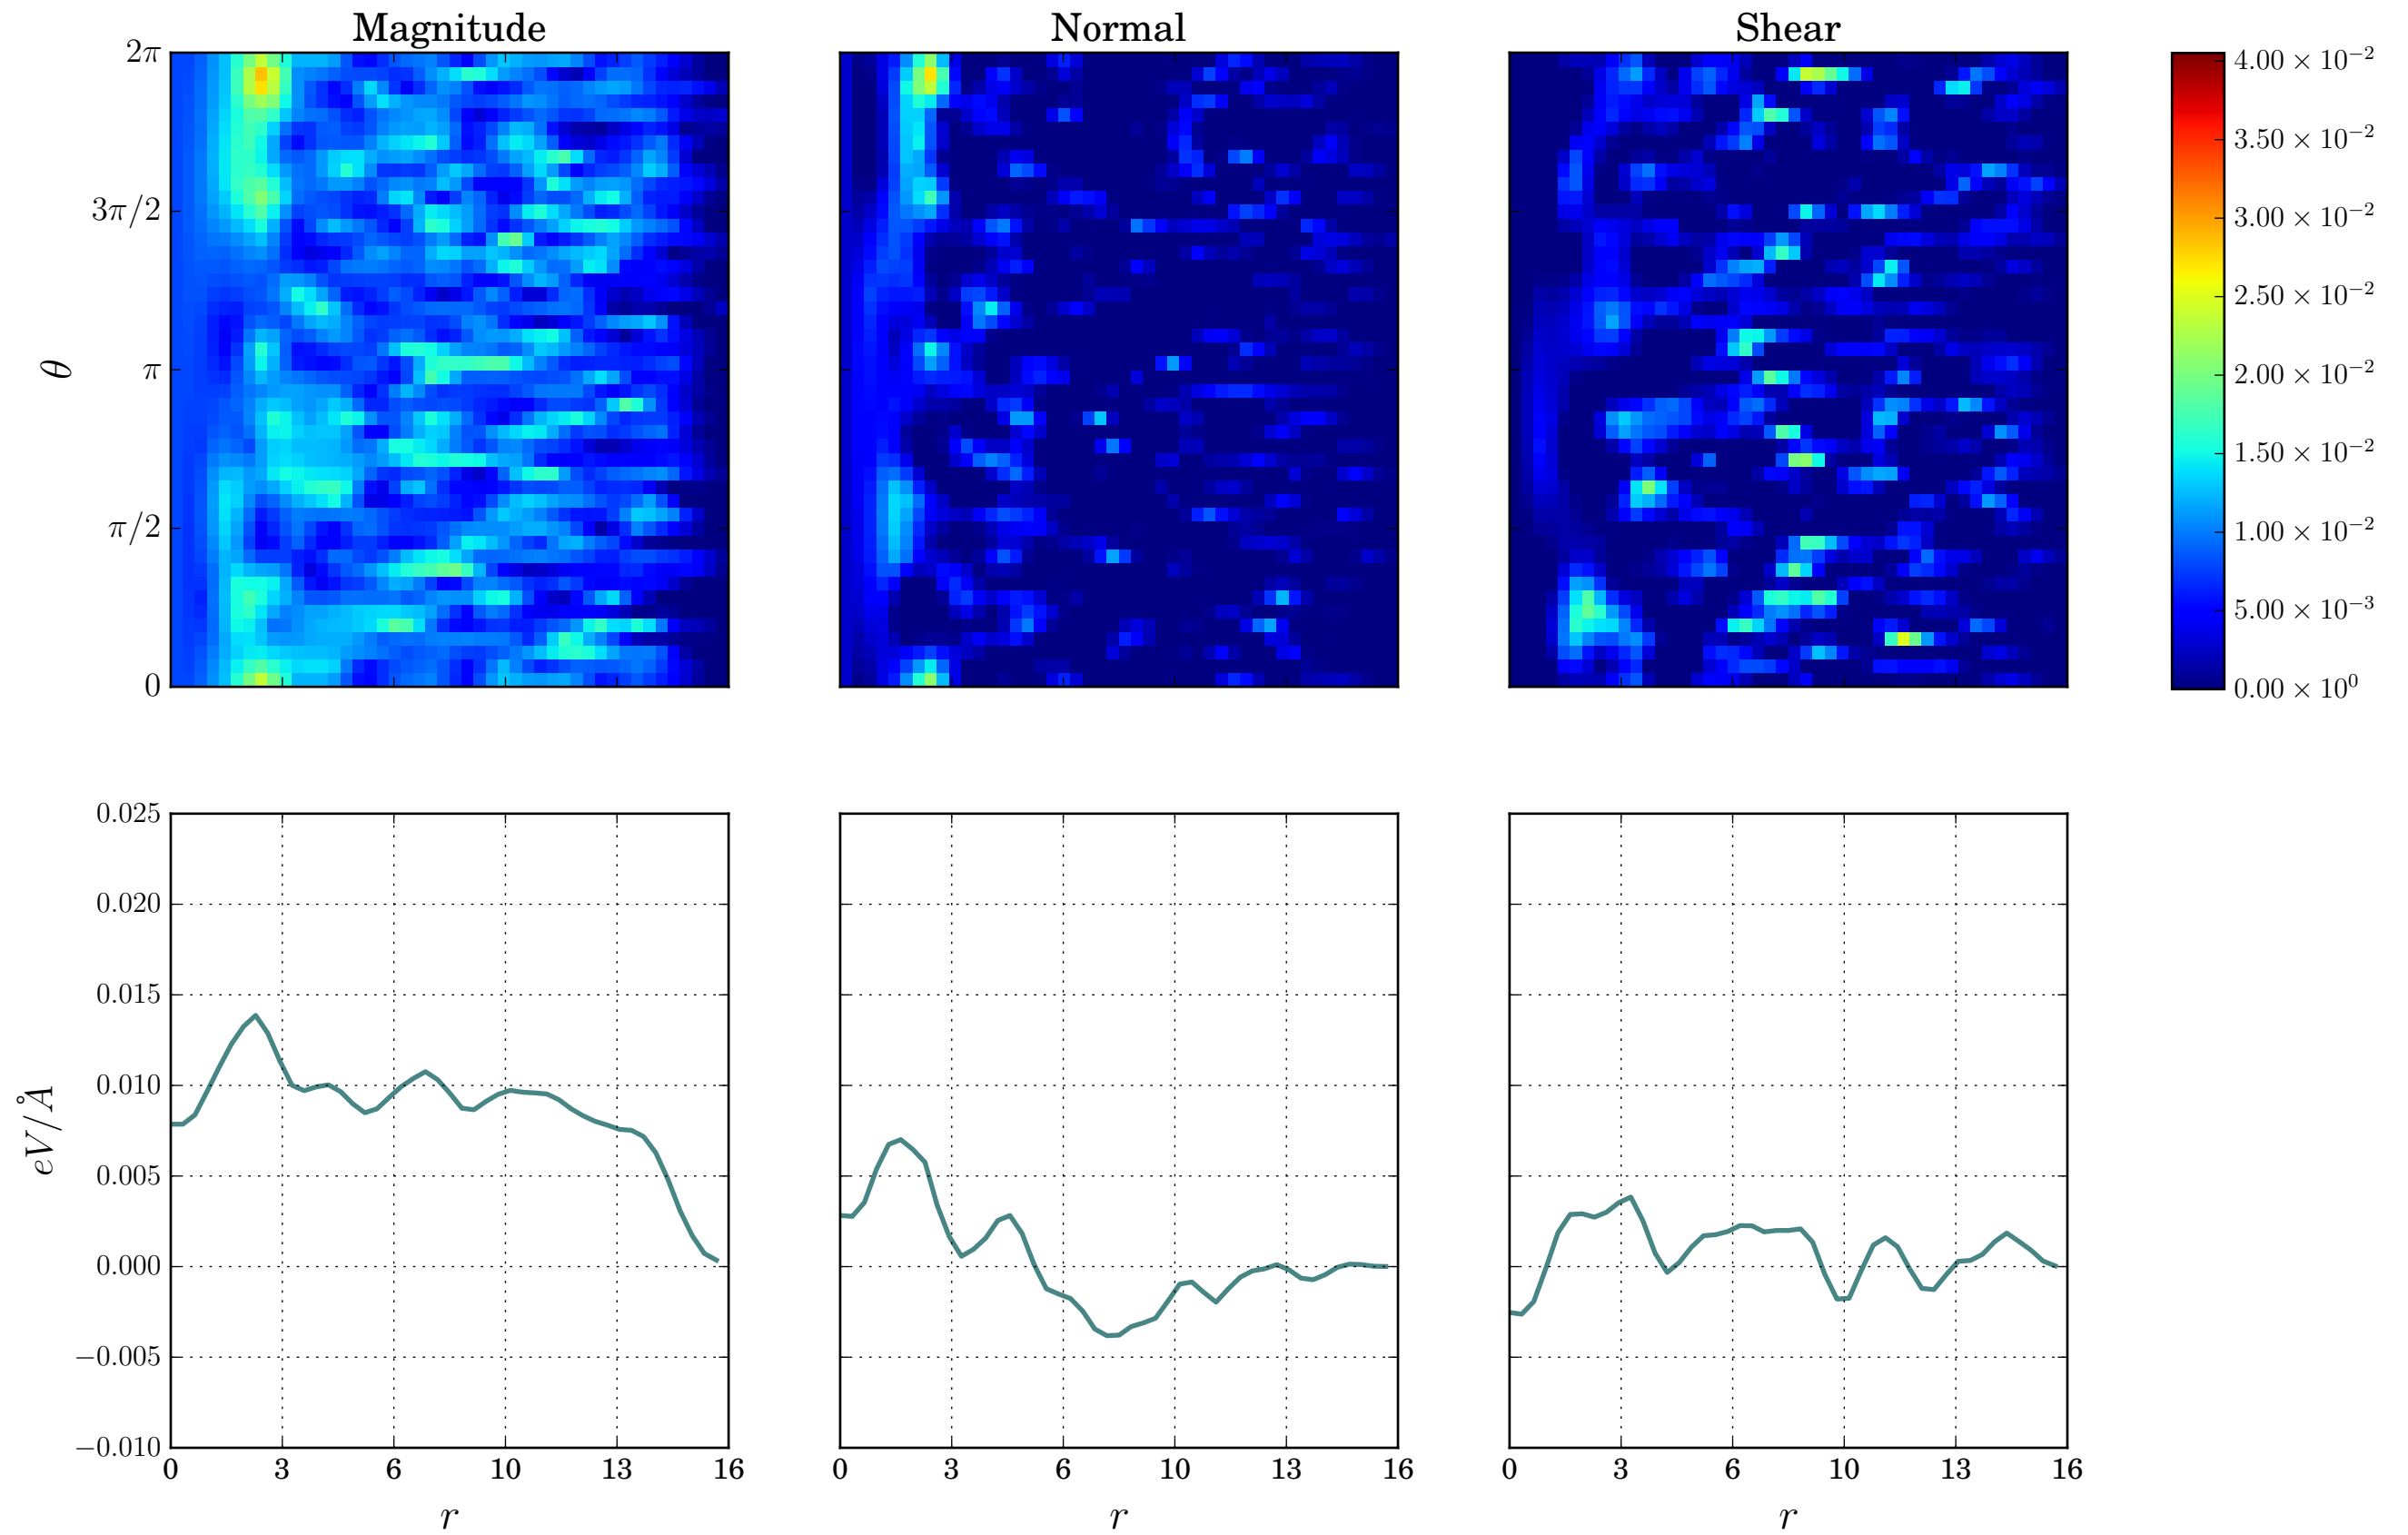 Magnitude Normal Shear
2π
3π/2
θ π
π/2
0
4.00 × 10⁻²
3.50 × 10⁻²
3.00 × 10⁻²
2.50 × 10⁻²
2.00 × 10⁻²
1.50 × 10⁻²
1.00 × 10⁻²
5.00 × 10⁻³
0.00 × 10⁰
0.025
0.020
0.015
0.010
0.005
0.000
−0.005
−0.010
eV/Å
0 3 6 10 13 16 0 3 6 10 13 16 0 3 6 10 13 16
r r r